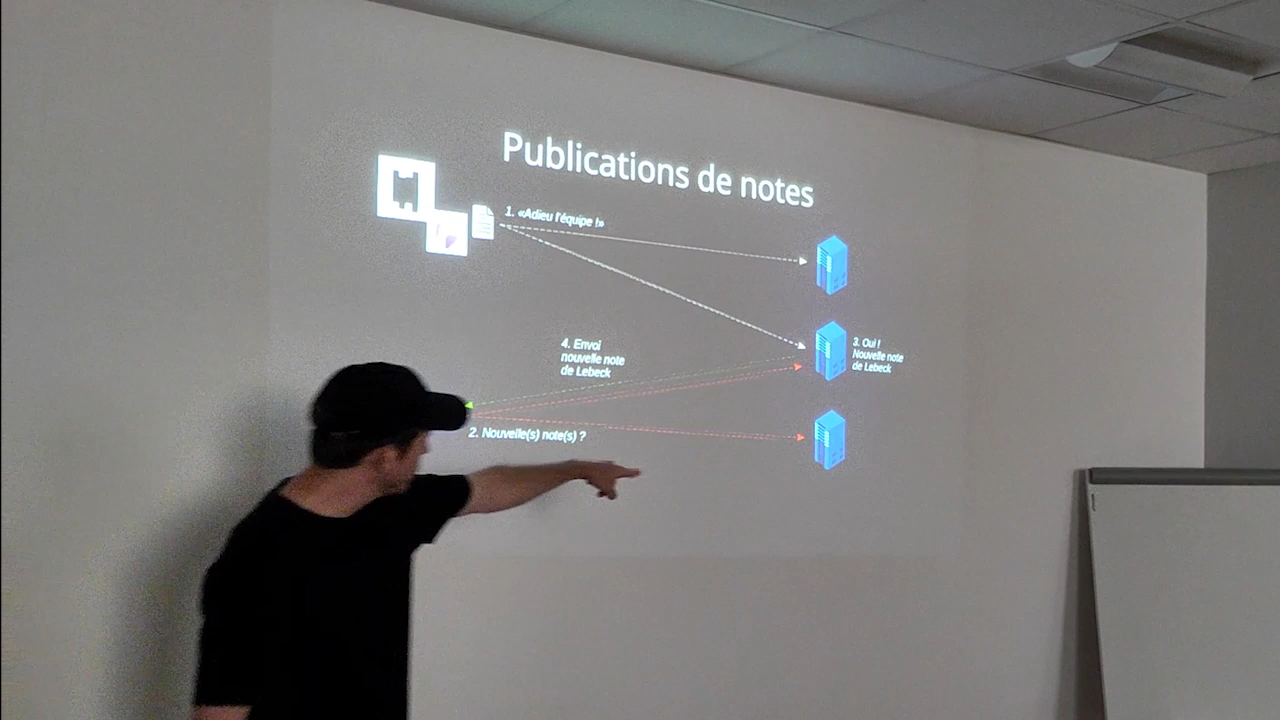 Publications de notes
1. «Adieu l'équipe !»
4. Envoi
nouvelle note
de Lebeck
3. Oui !
Nouvelle note
de Lebeck
2. Nouvelle(s) note(s) ?